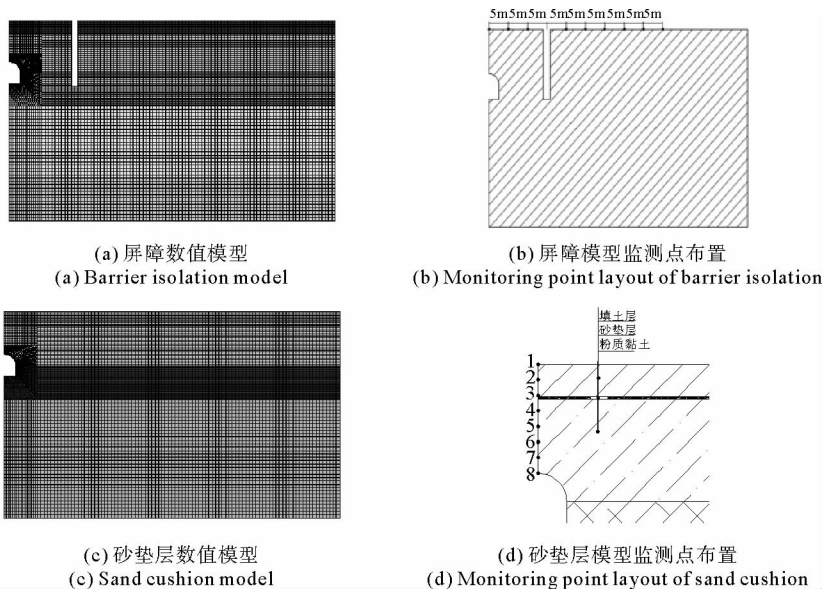 5m5m5m 5m5m5m5m5m5m
(a) 屏障数值模型
(a) Barrier isolation model
(b) 屏障模型监测点布置
(b) Monitoring point layout of barrier isolation
填土层
砂垫层
粉质黏土
1
2
3
4
5
6
7
8
(c) 砂垫层数值模型
(c) Sand cushion model
(d) 砂垫层模型监测点布置
(d) Monitoring point layout of sand cushion